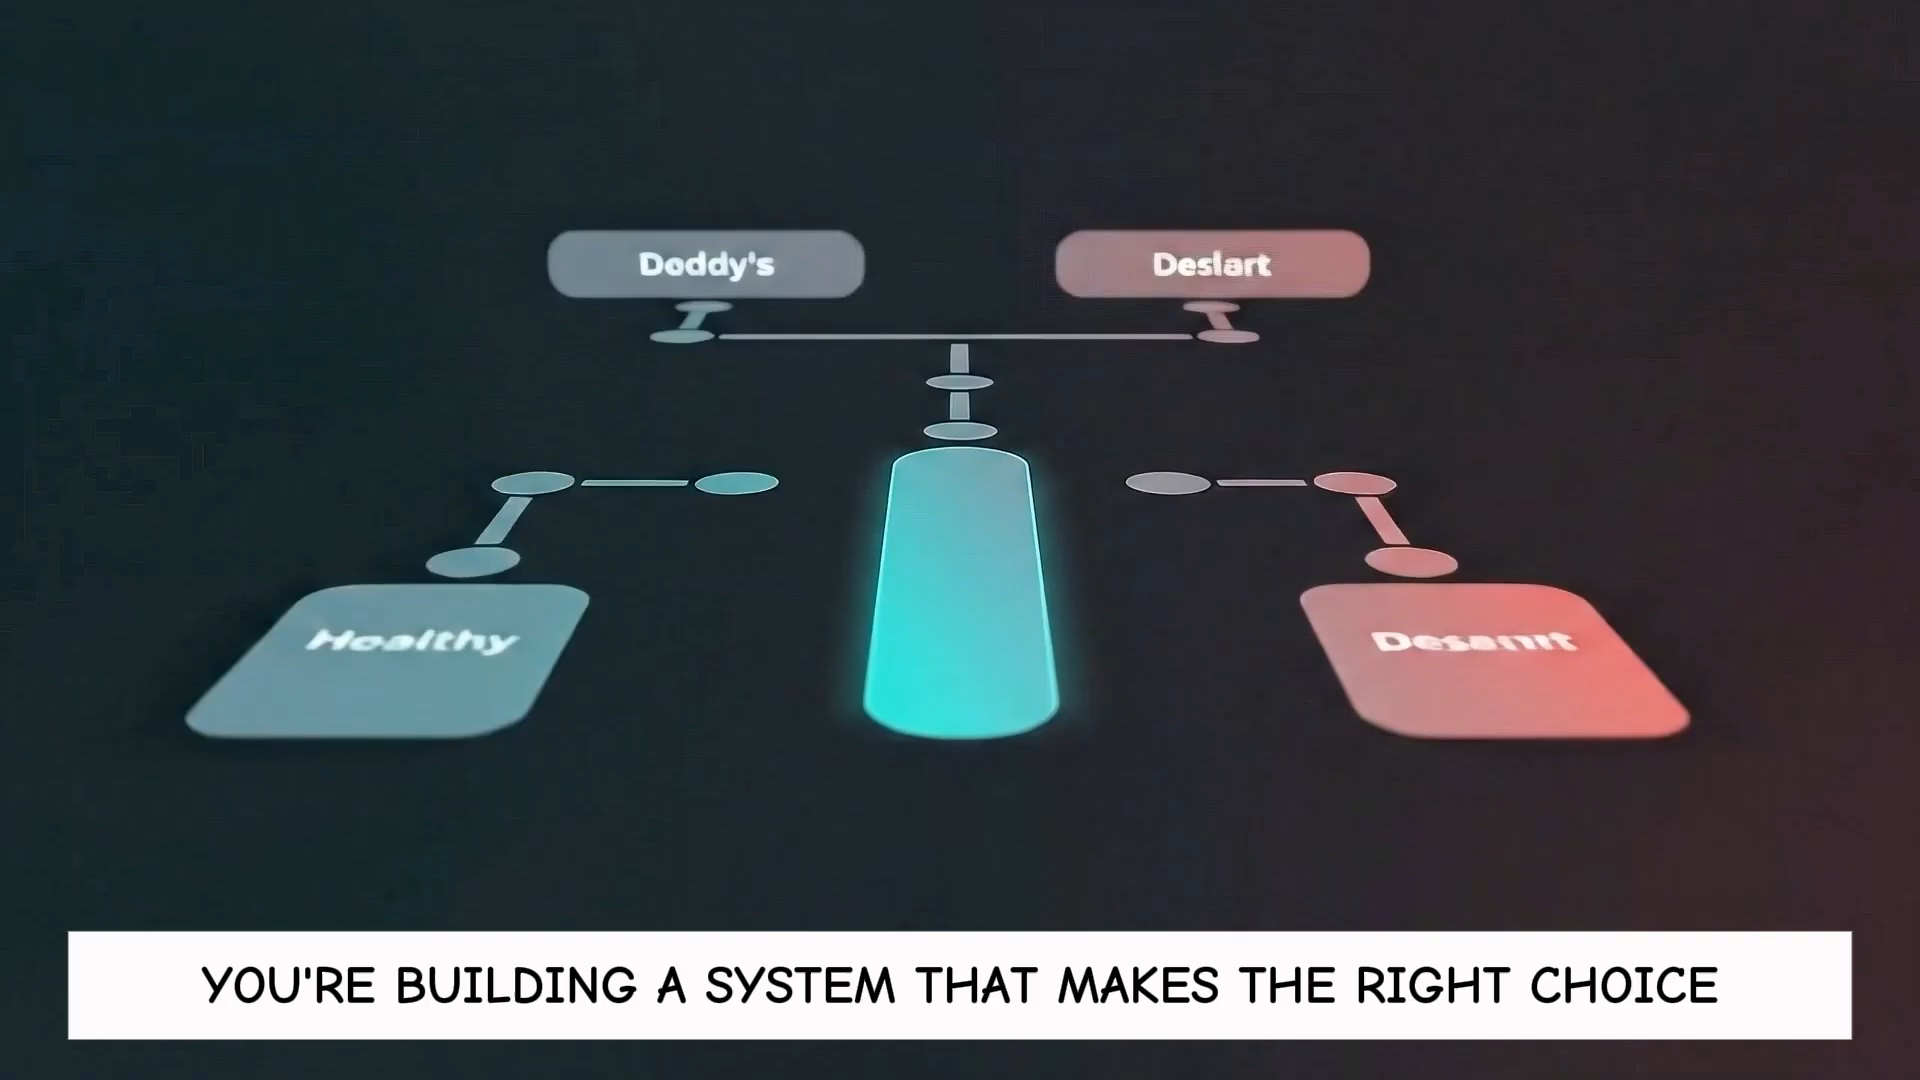 Doddy's
Deslart
Healthy
YOU'RE BUILDING A SYSTEM THAT MAKES THE RIGHT CHOICE